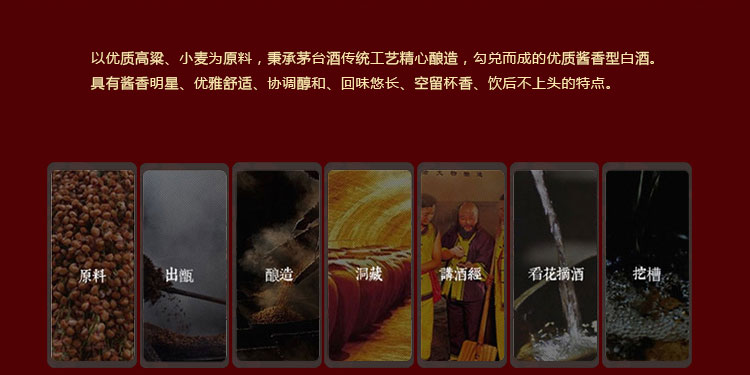 以优质高粱、小麦为原料，秉承茅台酒传统工艺精心酿造，勾兑而成的优质酱香型白酒。
具有酱香明星、优雅舒适、协调醇和、回味悠长、空留杯香、饮后不上头的特点。
原料
出甑
酿造
洞藏
講酒經
看花摘酒
挖槽